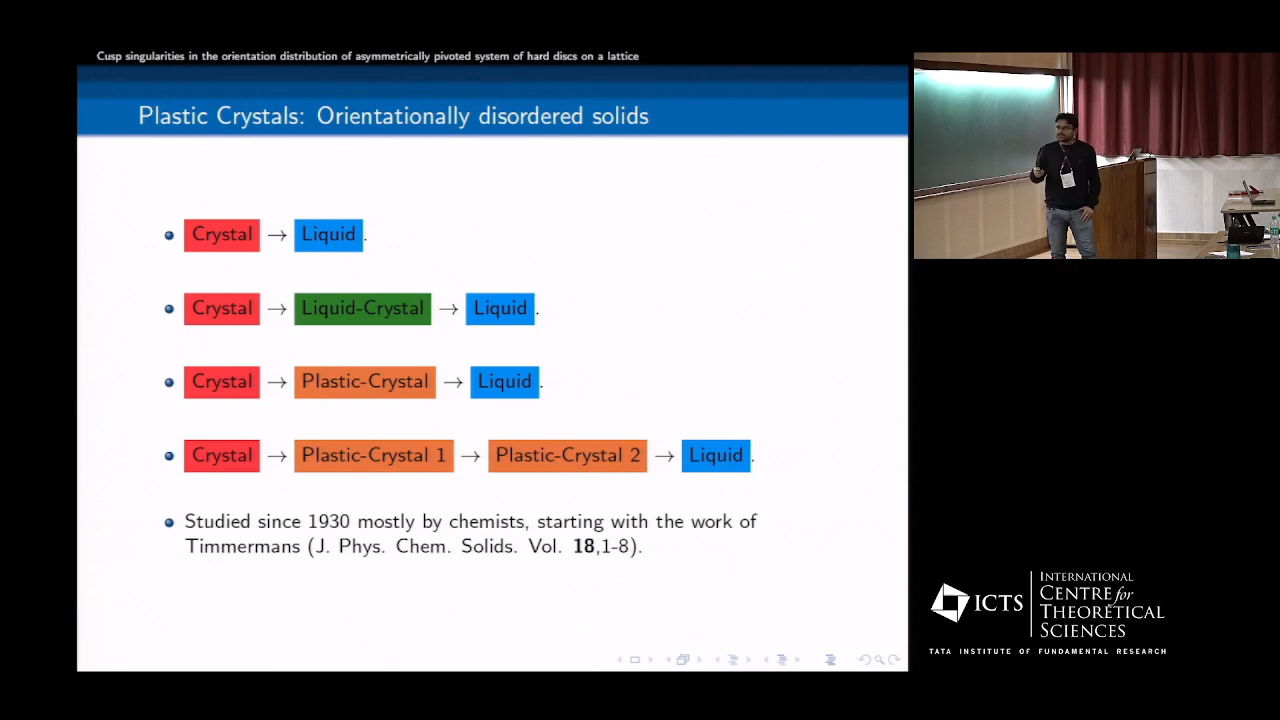 Cusp singularities in the orientation distribution of asymmetrically pivoted system of hard discs on a lattice
Plastic Crystals: Orientationally disordered solids
Crystal → Liquid.
Crystal → Liquid-Crystal → Liquid.
Crystal → Plastic-Crystal → Liquid.
Crystal → Plastic-Crystal 1 → Plastic-Crystal 2 → Liquid.
Studied since 1930 mostly by chemists, starting with the work of
Timmermans (J. Phys. Chem. Solids. Vol. 18,1-8).
ICTS
INTERNATIONAL
CENTRE for
THEORETICAL
SCIENCES
TATA INSTITUTE OF FUNDAMENTAL RESEARCH